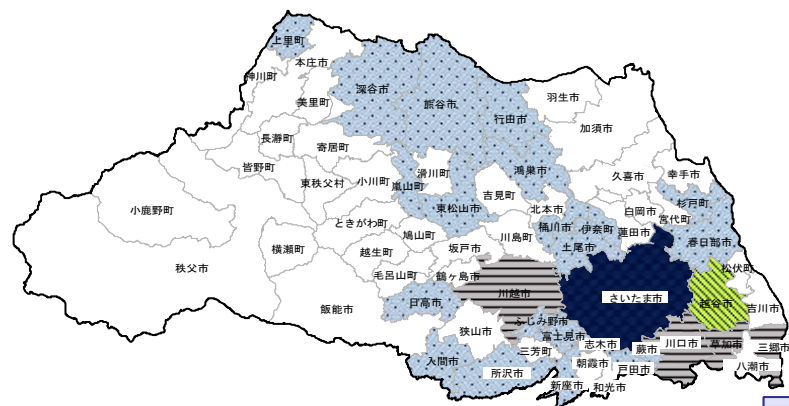 上里町
本庄市
神川町
美里町
深谷市
熊谷市
行田市
羽生市
加須市
長瀞町
寄居町
皆野町
東秩父村
小川町
嵐山町
滑川町
吉見町
鴻巣市
久喜市
幸手市
小鹿野町
東松山市
北本市
白岡市
杉戸町
宮代町
ときがわ町
鳩山町
川島町
桶川市
伊奈町
蓮田市
春日部市
横瀬町
越生町
坂戸市
上尾市
秩父市
毛呂山町
鶴ヶ島市
松伏町
飯能市
日高市
川越市
さいたま市
越谷市
吉川市
狭山市
ふじみ野市
富士見市
入間市
三芳町
志木市
蕨市
川口市
草加市
三郷市
所沢市
朝霞市
戸田市
八潮市
新座市
和光市